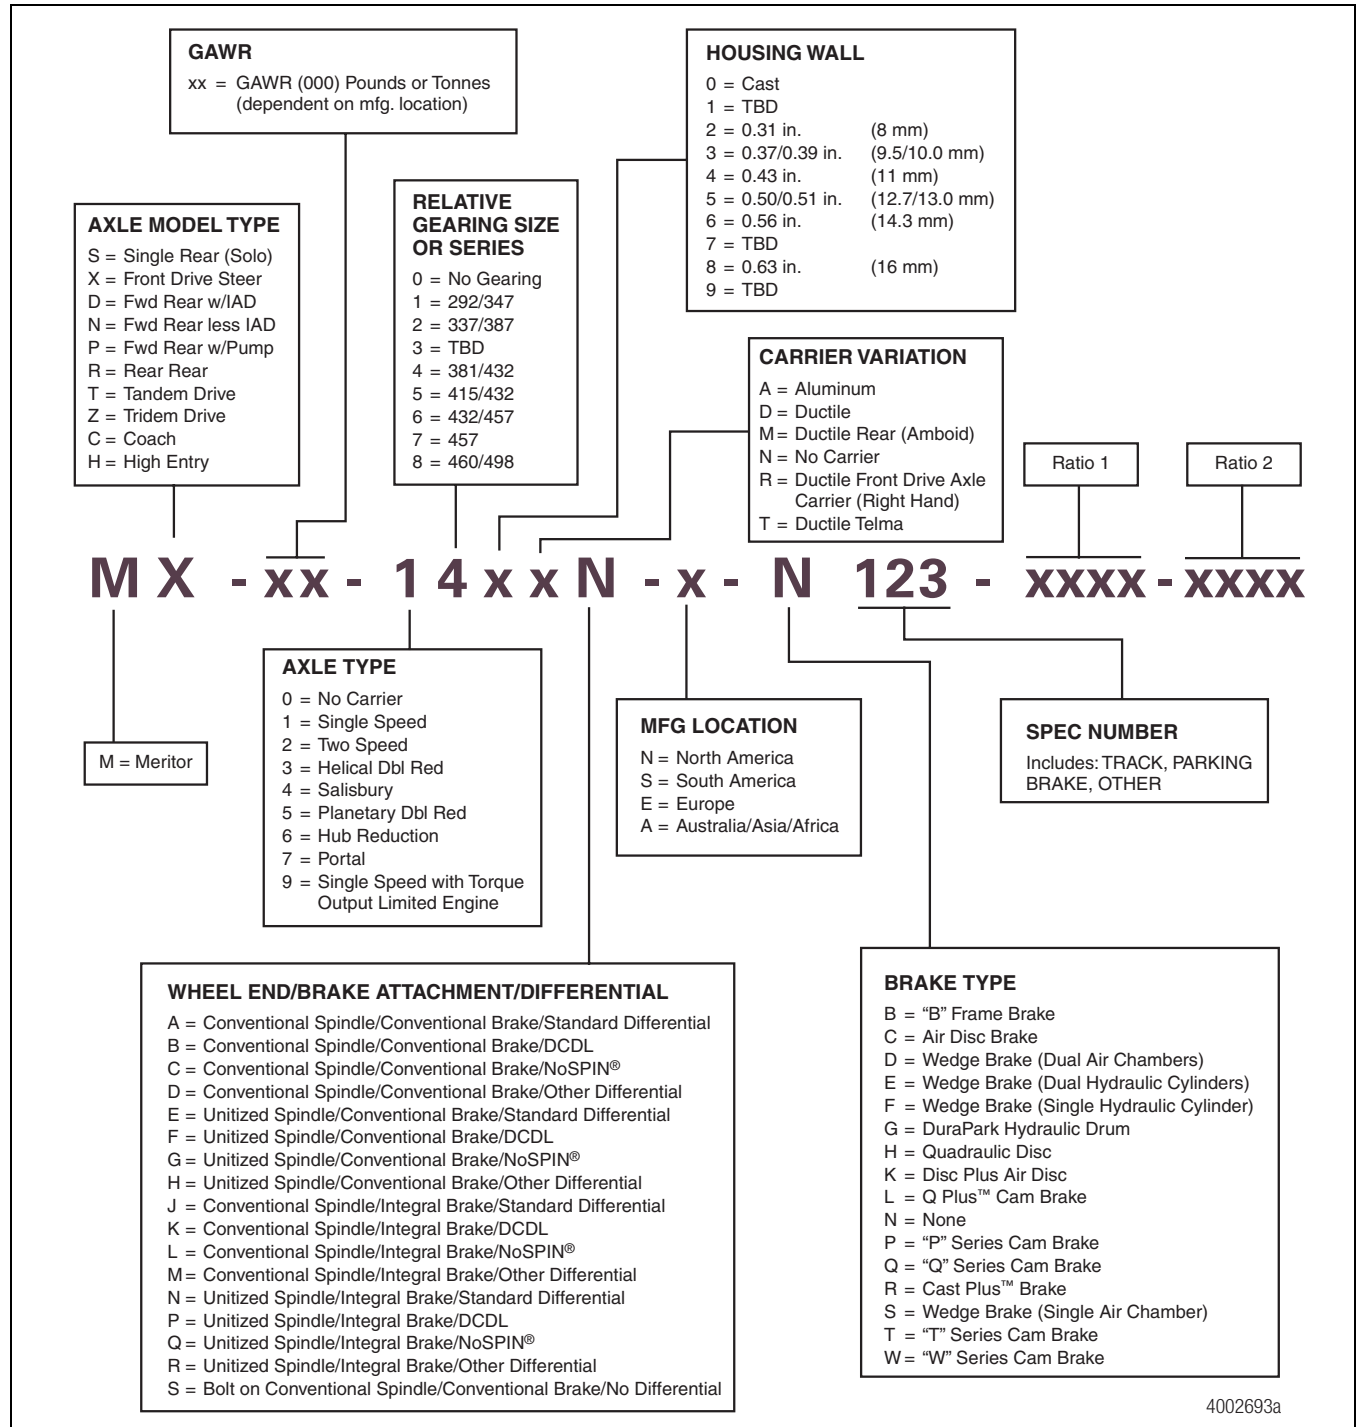 GAWR
xx = GAWR (000) Pounds or Tonnes
(dependent on mfg. location)
HOUSING WALL
0 = Cast
1 = TBD
2 = 0.31 in. (8 mm)
3 = 0.37/0.39 in. (9.5/10.0 mm)
4 = 0.43 in. (11 mm)
5 = 0.50/0.51 in. (12.7/13.0 mm)
6 = 0.56 in. (14.3 mm)
7 = TBD
8 = 0.63 in. (16 mm)
9 = TBD
AXLE MODEL TYPE
S = Single Rear (Solo)
X = Front Drive Steer
D = Fwd Rear w/IAD
N = Fwd Rear less IAD
P = Fwd Rear w/Pump
R = Rear Rear
T = Tandem Drive
Z = Tridem Drive
C = Coach
H = High Entry
RELATIVE
GEARING SIZE
OR SERIES
0 = No Gearing
1 = 292/347
2 = 337/387
3 = TBD
4 = 381/432
5 = 415/432
6 = 432/457
7 = 457
8 = 460/498
CARRIER VARIATION
A = Aluminum
D = Ductile
M = Ductile Rear (Amboid)
N = No Carrier
R = Ductile Front Drive Axle
Carrier (Right Hand)
T = Ductile Telma
Ratio 1
Ratio 2
M X - xx - 1 4 x x N - x - N 123 - xxxx - xxxx
M = Meritor
AXLE TYPE
0 = No Carrier
1 = Single Speed
2 = Two Speed
3 = Helical Dbl Red
4 = Salisbury
5 = Planetary Dbl Red
6 = Hub Reduction
7 = Portal
9 = Single Speed with Torque
Output Limited Engine
MFG LOCATION
N = North America
S = South America
E = Europe
A = Australia/Asia/Africa
SPEC NUMBER
Includes: TRACK, PARKING
BRAKE, OTHER
WHEEL END/BRAKE ATTACHMENT/DIFFERENTIAL
A = Conventional Spindle/Conventional Brake/Standard Differential
B = Conventional Spindle/Conventional Brake/DCDL
C = Conventional Spindle/Conventional Brake/NoSPIN®
D = Conventional Spindle/Conventional Brake/Other Differential
E = Unitized Spindle/Conventional Brake/Standard Differential
F = Unitized Spindle/Conventional Brake/DCDL
G = Unitized Spindle/Conventional Brake/NoSPIN®
H = Unitized Spindle/Conventional Brake/Other Differential
J = Conventional Spindle/Integral Brake/Standard Differential
K = Conventional Spindle/Integral Brake/DCDL
L = Conventional Spindle/Integral Brake/NoSPIN®
M = Conventional Spindle/Integral Brake/Other Differential
N = Unitized Spindle/Integral Brake/Standard Differential
P = Unitized Spindle/Integral Brake/DCDL
Q = Unitized Spindle/Integral Brake/NoSPIN®
R = Unitized Spindle/Integral Brake/Other Differential
S = Bolt on Conventional Spindle/Conventional Brake/No Differential
BRAKE TYPE
B = “B” Frame Brake
C = Air Disc Brake
D = Wedge Brake (Dual Air Chambers)
E = Wedge Brake (Dual Hydraulic Cylinders)
F = Wedge Brake (Single Hydraulic Cylinder)
G = DuraPark Hydraulic Drum
H = Quadraulic Disc
K = Disc Plus Air Disc
L = Q Plus™ Cam Brake
N = None
P = “P” Series Cam Brake
Q = “Q” Series Cam Brake
R = Cast Plus™ Brake
S = Wedge Brake (Single Air Chamber)
T = “T” Series Cam Brake
W = “W” Series Cam Brake
4002693a